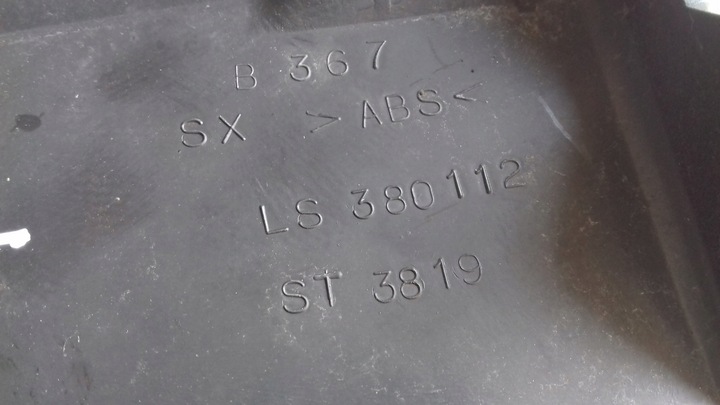 B 367
SX >ABS<
LS 380112
ST 3819